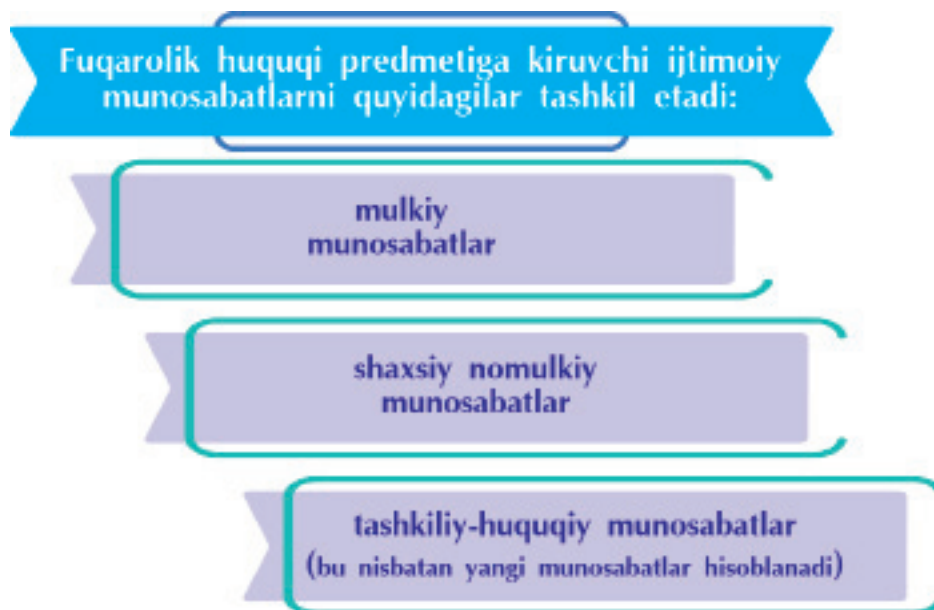 Fuqarolik huquqi predmetiga kiruvchi ijtimoiy
munosabatlarni quyidagilar tashkil etadi:
mulkiy
munosabatlar
shaxsiy nomulkiy
munosabatlar
tashkiliy-huquqiy munosabatlar
(bu nisbatan yangi munosabatlar hisoblanadi)